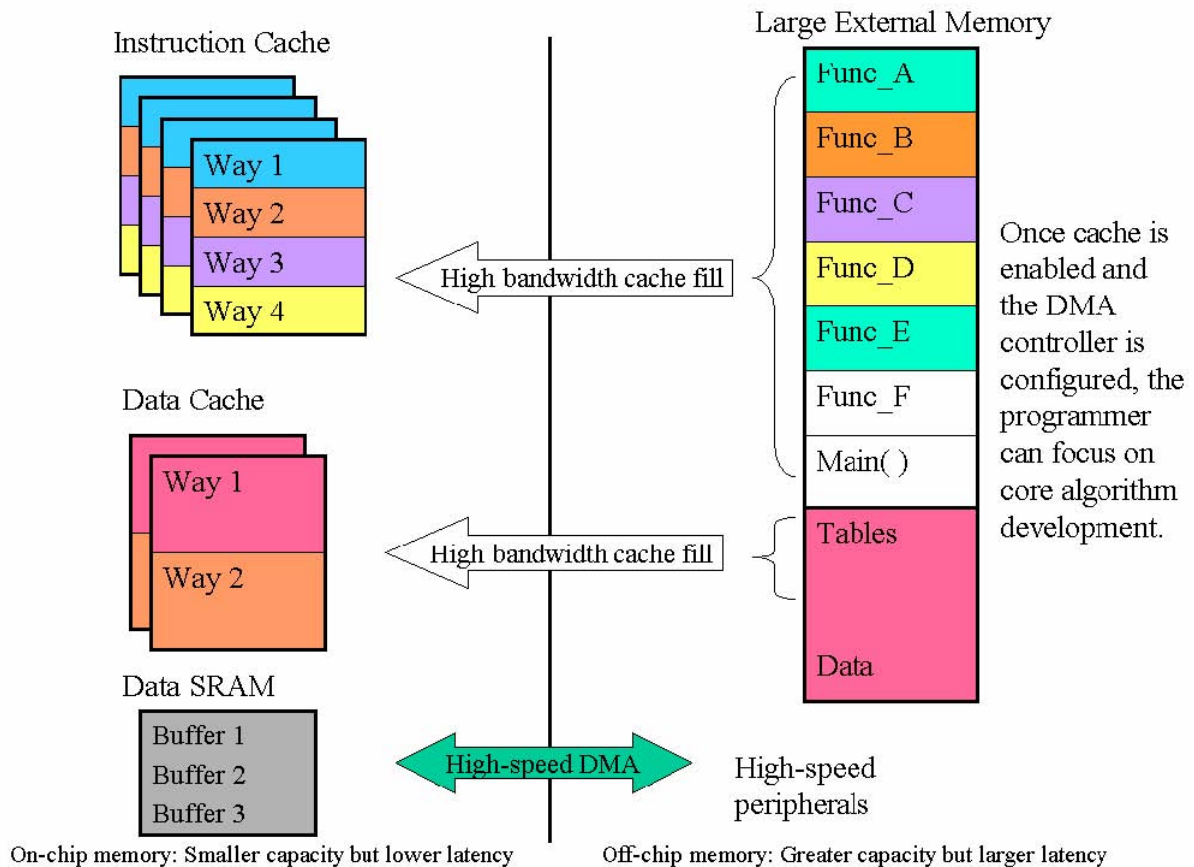 Instruction Cache
Way 1
Way 2
Way 3
Way 4
High bandwidth cache fill
Large External Memory
Func_A
Func_B
Func_C
Func_D
Func_E
Func_F
Main( )
Tables
Data
Once cache is
enabled and
the DMA
controller is
configured, the
programmer
can focus on
core algorithm
development.
Data Cache
Way 1
Way 2
High bandwidth cache fill
Data SRAM
Buffer 1
Buffer 2
Buffer 3
High-speed DMA
High-speed
peripherals
On-chip memory: Smaller capacity but lower latency
Off-chip memory: Greater capacity but larger latency